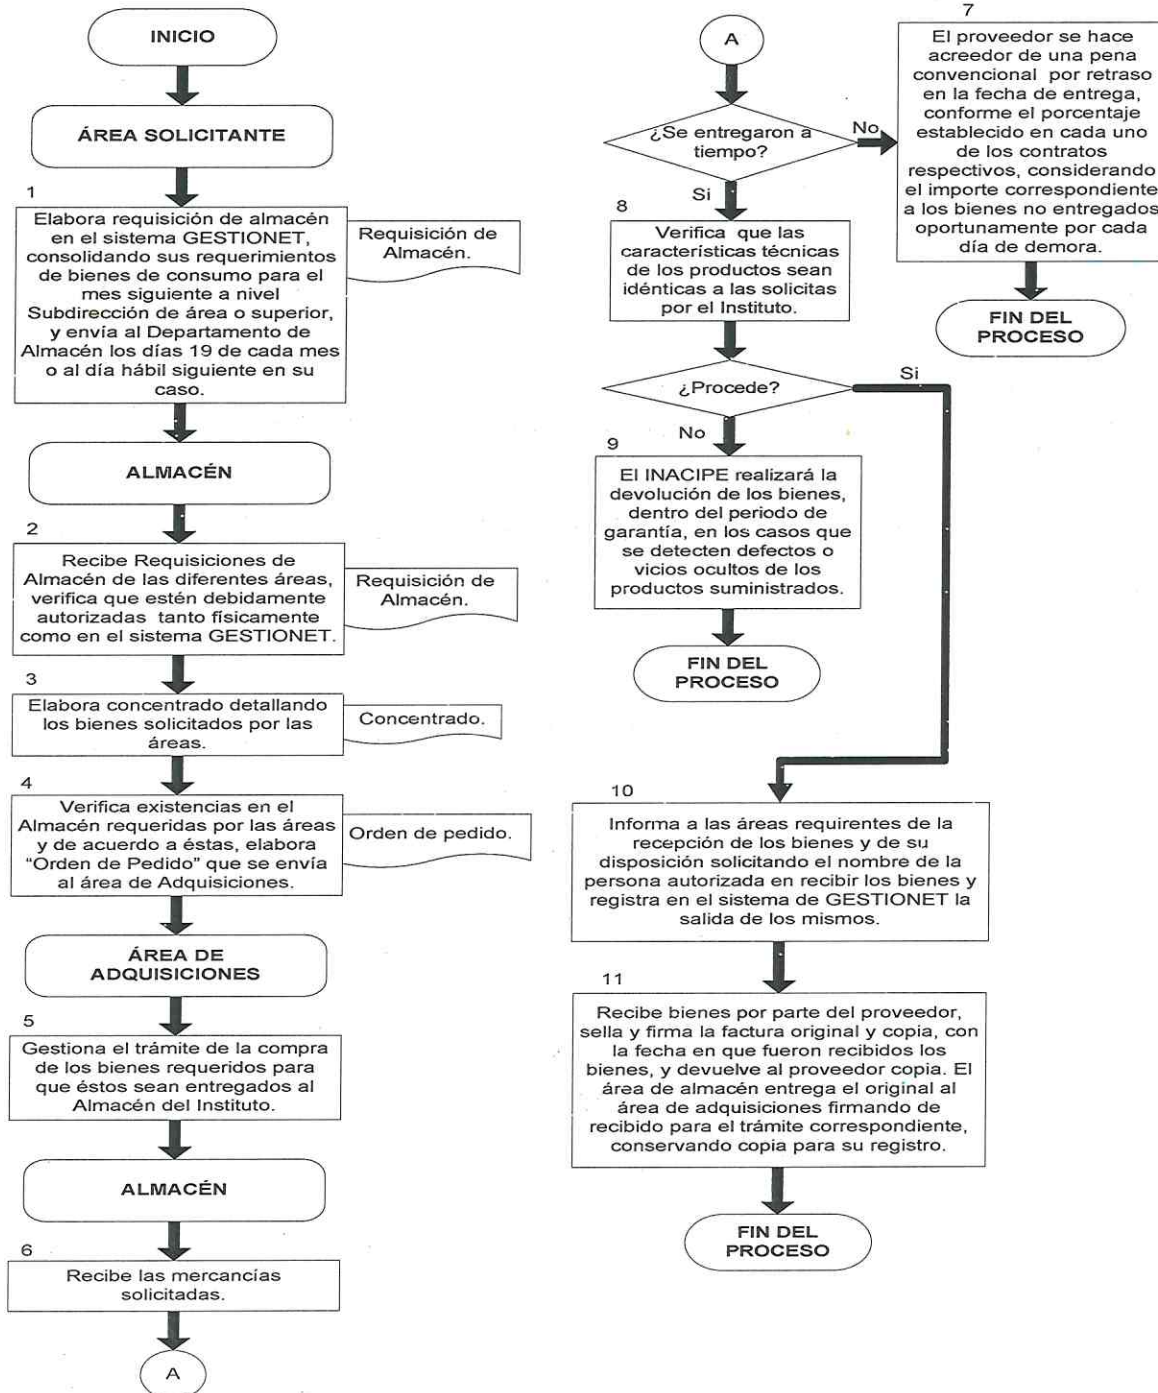 INICIO
ÁREA SOLICITANTE
1
Elabora requisición de almacén
en el sistema GESTIONET,
consolidando sus requerimientos
de bienes de consumo para el
mes siguiente a nivel
Subdirección de área o superior,
y envía al Departamento de
Almacén los días 19 de cada mes
o al día hábil siguiente en su
caso.
Requisición de
Almacén.
ALMACÉN
2
Recibe Requisiciones de
Almacén de las diferentes áreas,
verifica que estén debidamente
autorizadas tanto físicamente
como en el sistema GESTIONET.
Requisición de
Almacén.
3
Elabora concentrado detallando
los bienes solicitados por las
áreas.
Concentrado.
4
Verifica existencias en el
Almacén requeridas por las áreas
y de acuerdo a éstas, elabora
“Orden de Pedido” que se envía
al área de Adquisiciones.
Orden de pedido.
ÁREA DE
ADQUISICIONES
5
Gestiona el trámite de la compra
de los bienes requeridos para
que éstos sean entregados al
Almacén del Instituto.
ALMACÉN
6
Recibe las mercancías
solicitadas.
A
A
¿Se entregaron a
tiempo?
No
7
El proveedor se hace
acreedor de una pena
convencional por retraso
en la fecha de entrega,
conforme el porcentaje
establecido en cada uno
de los contratos
respectivos, considerando
el importe correspondiente
a los bienes no entregados
oportunamente por cada
día de demora.
FIN DEL
PROCESO
Si
8
Verifica que las
características técnicas
de los productos sean
idénticas a las solicitas
por el Instituto.
¿Procede?
Si
No
9
El INACIPE realizará la
devolución de los bienes,
dentro del periodo de
garantía, en los casos que
se detecten defectos o
vicios ocultos de los
productos suministrados.
FIN DEL
PROCESO
10
Informa a las áreas requirentes de la
recepción de los bienes y de su
disposición solicitando el nombre de la
persona autorizada en recibir los bienes y
registra en el sistema de GESTIONET la
salida de los mismos.
11
Recibe bienes por parte del proveedor,
sella y firma la factura original y copia, con
la fecha en que fueron recibidos los
bienes, y devuelve al proveedor copia. El
área de almacén entrega el original al
área de adquisiciones firmando de
recibido para el trámite correspondiente,
conservando copia para su registro.
FIN DEL
PROCESO